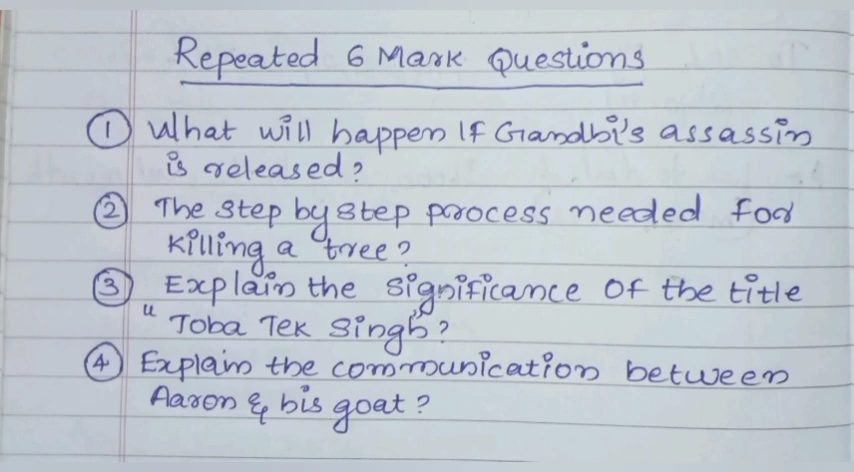 Repeated 6 Mark Questions
① What will happen If Gandhi's assassin
is released?
② The step by step process needed for
killing a tree?
③ Explain the significance of the title
" Toba Tek Singh"?
④ Explain the communication between
Aaron & his goat?